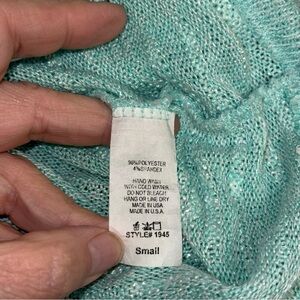 96%POLYESTER
4%SPANDEX
HAND WASH
WITH COLD WATER
DO NOT BLEACH
HANG OR LINE DRY
MADE IN USA
MADE IN U.S.A.
STYLE# 1945
Small